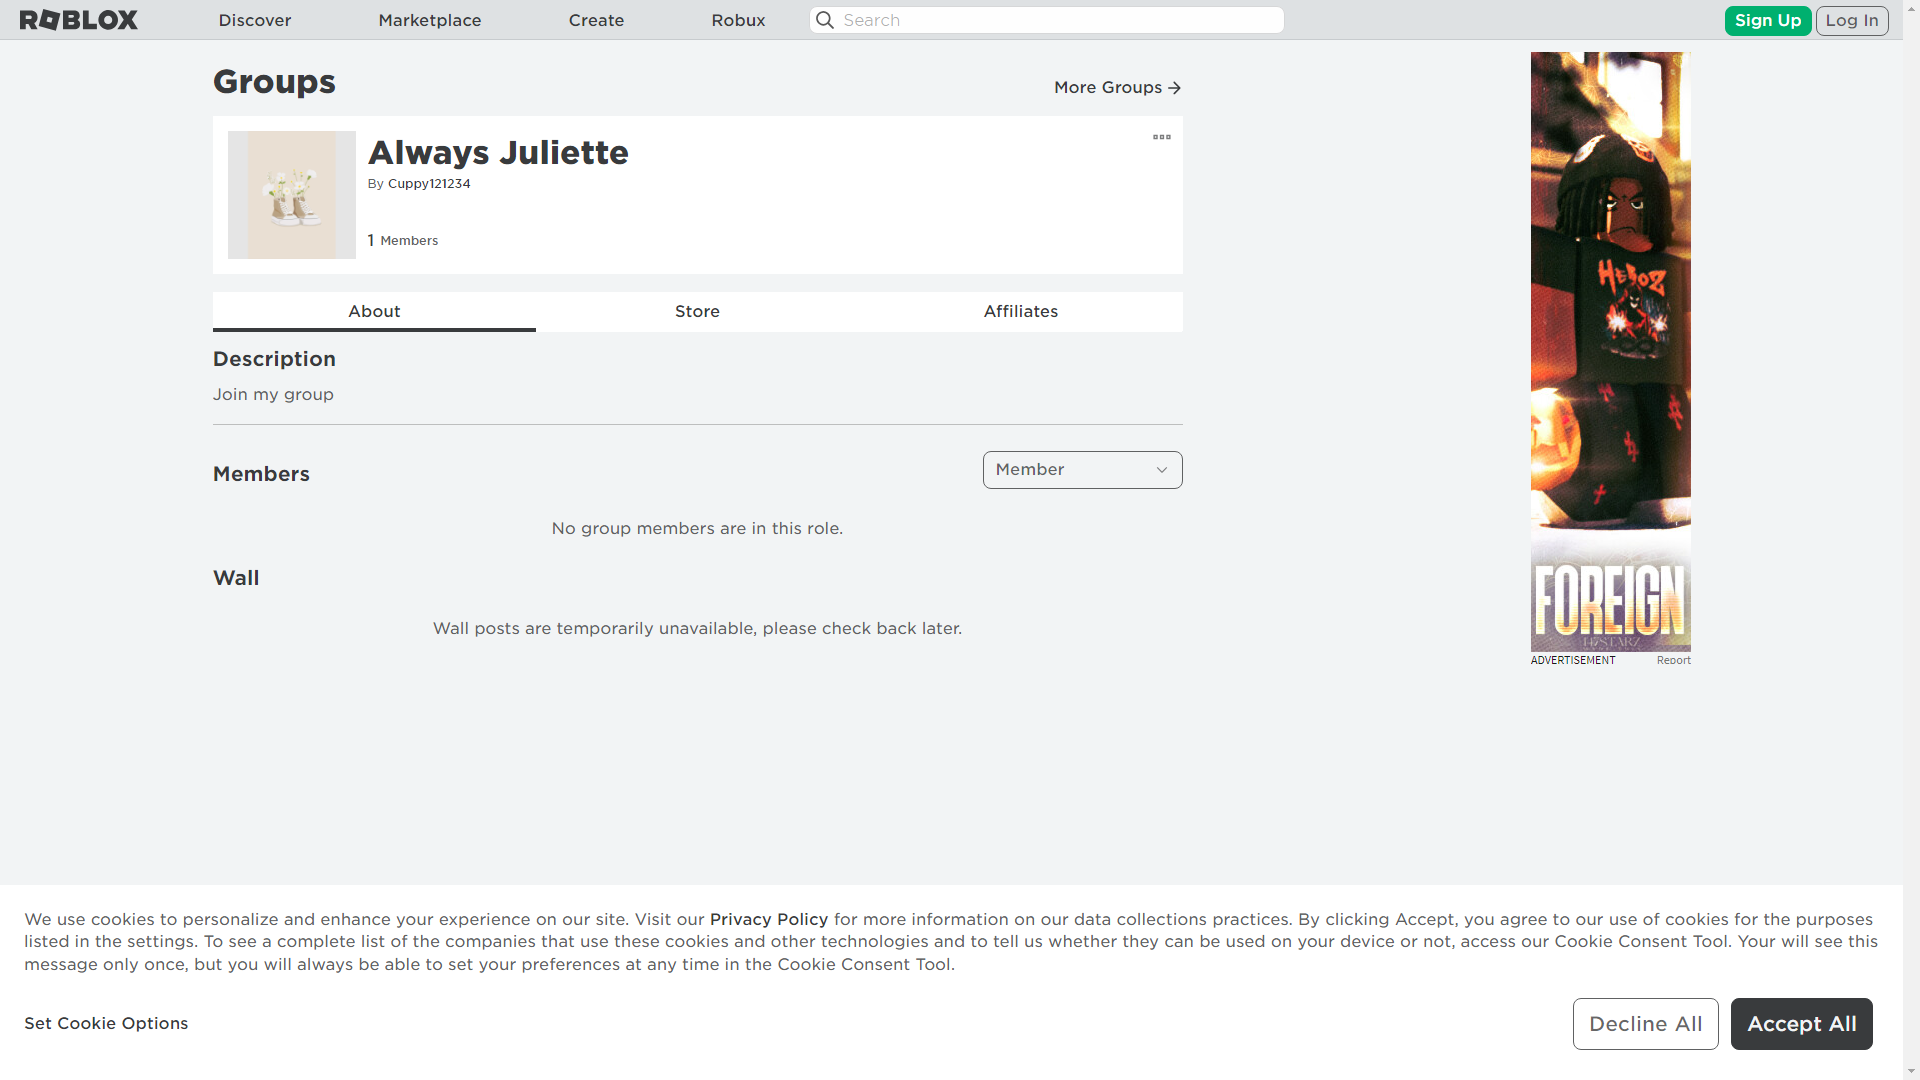 ROBLOX
Discover
Marketplace
Create
Robux
Search
Sign Up
Log In
Groups
More Groups
Always Juliette
By Cuppy121234
1 Members
About
Store
Affiliates
Description
Join my group
Members
Member
No group members are in this role.
Wall
Wall posts are temporarily unavailable, please check back later.
HEROZ
FOREIGN
ADVERTISEMENT
Report
We use cookies to personalize and enhance your experience on our site. Visit our Privacy Policy for more information on our data collections practices. By clicking Accept, you agree to our use of cookies for the purposes
listed in the settings. To see a complete list of the companies that use these cookies and other technologies and to tell us whether they can be used on your device or not, access our Cookie Consent Tool. Your will see this
message only once, but you will always be able to set your preferences at any time in the Cookie Consent Tool.
Set Cookie Options
Decline All
Accept All